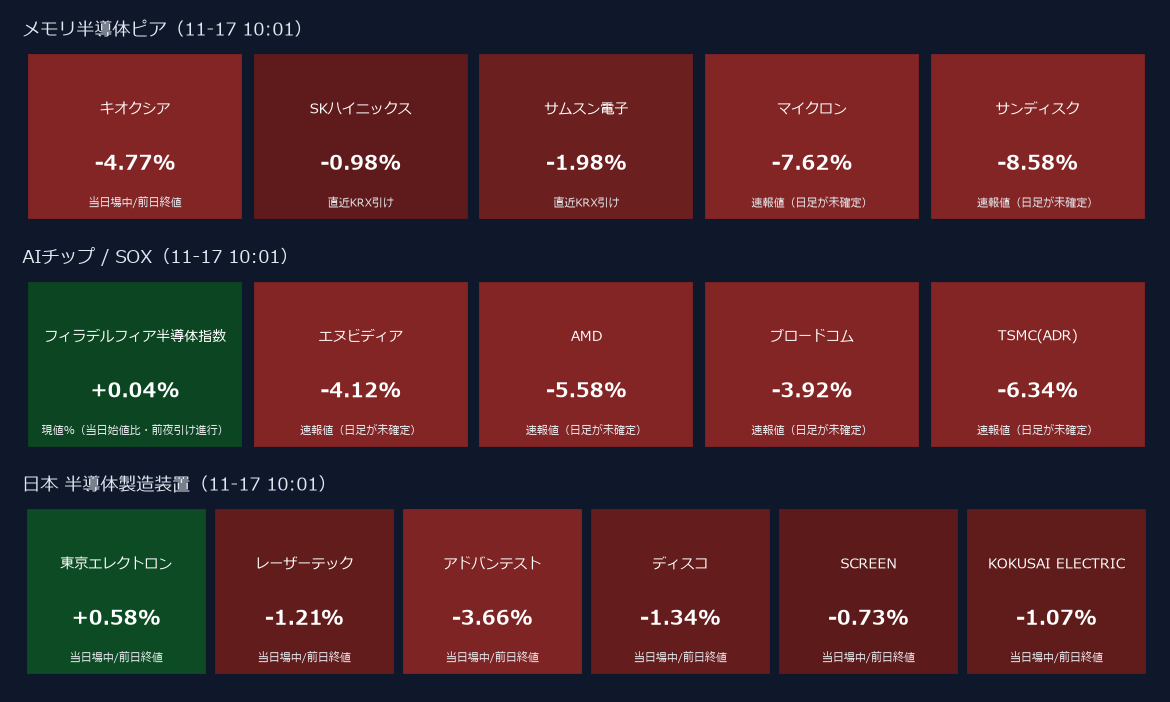 メモリ半導体ピア（11-17 10:01）
キオクシア
-4.77%
当日場中/前日終値
SKハイニックス
-0.98%
直近KRX引け
サムスン電子
-1.98%
直近KRX引け
マイクロン
-7.62%
速報値（日足が未確定）
サンディスク
-8.58%
速報値（日足が未確定）
AIチップ / SOX（11-17 10:01）
フィラデルフィア半導体指数
+0.04%
現値%（当日始値比・前夜引け進行）
エヌビディア
-4.12%
速報値（日足が未確定）
AMD
-5.58%
速報値（日足が未確定）
ブロードコム
-3.92%
速報値（日足が未確定）
TSMC(ADR)
-6.34%
速報値（日足が未確定）
日本 半導体製造装置（11-17 10:01）
東京エレクトロン
+0.58%
当日場中/前日終値
レーザーテック
-1.21%
当日場中/前日終値
アドバンテスト
-3.66%
当日場中/前日終値
ディスコ
-1.34%
当日場中/前日終値
SCREEN
-0.73%
当日場中/前日終値
KOKUSAI ELECTRIC
-1.07%
当日場中/前日終値